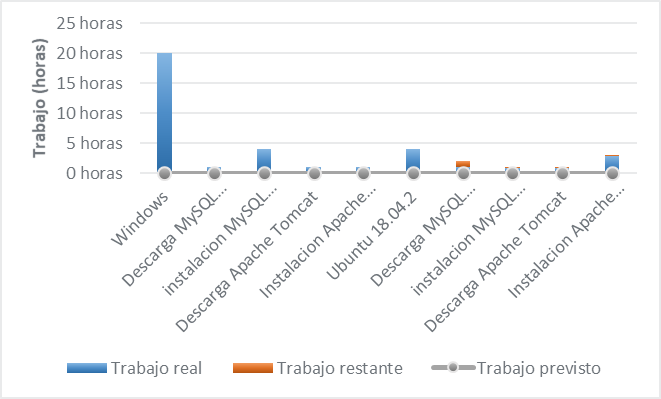 25 horas
20 horas
15 horas
10 horas
5 horas
0 horas
Trabajo (horas)
Windows
Descarga MySQL...
instalacion MySQL...
Descarga Apache Tomcat
Instalacion Apache...
Ubuntu 18.04.2
Descarga MySQL...
instalacion MySQL...
Descarga Apache Tomcat
Instalacion Apache...
Trabajo real
Trabajo restante
Trabajo previsto